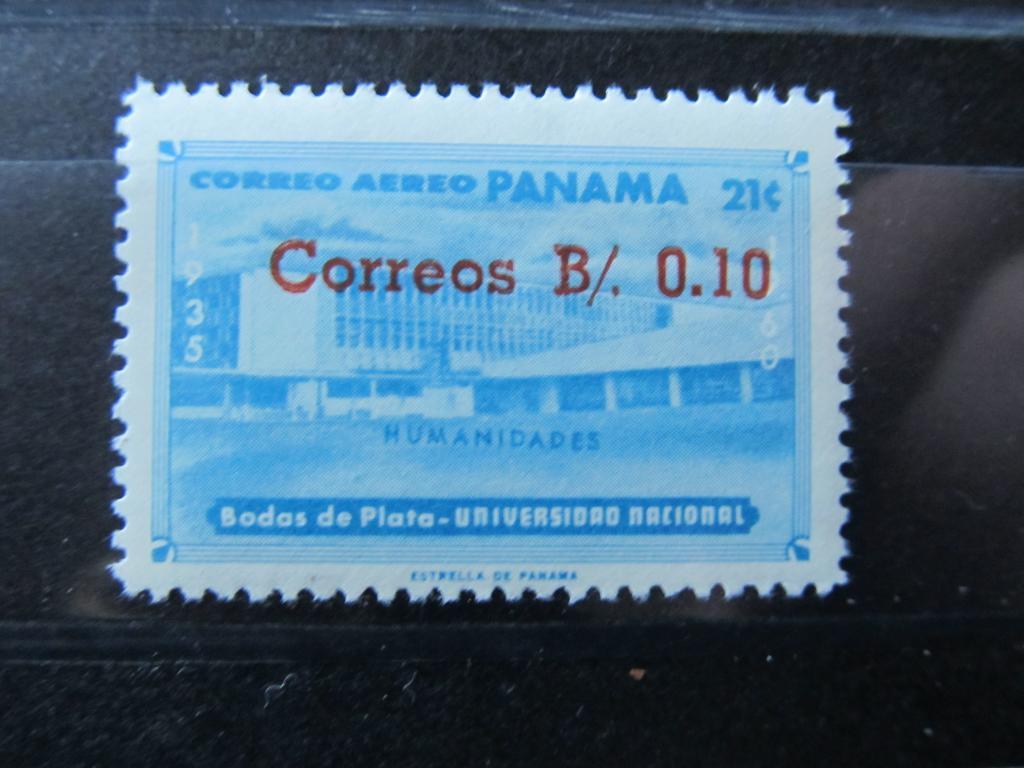 CORREO AEREO PANAMA 21¢
Correos B/. 0.10
1935
1960
HUMANIDADES
Bodas de Plata-UNIVERSIDAD NACIONAL
ESTRELLA DE PANAMA